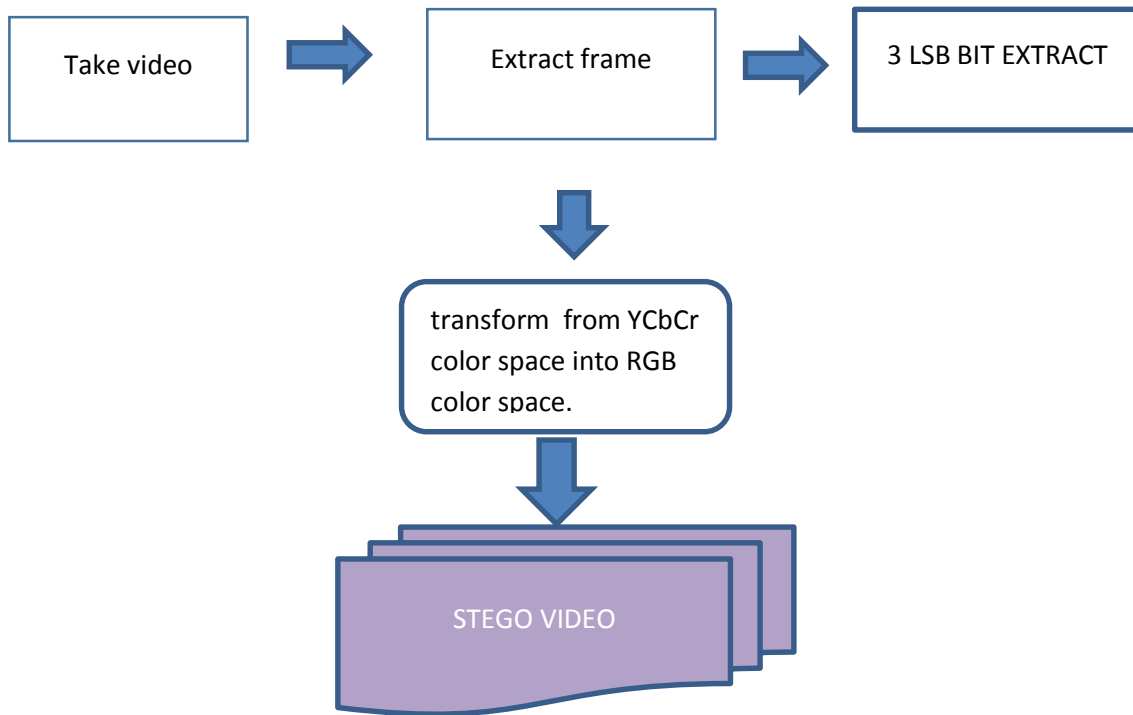 Take video
Extract frame
3 LSB BIT EXTRACT
transform  from YCbCr
color space into RGB
color space.
STEGO VIDEO